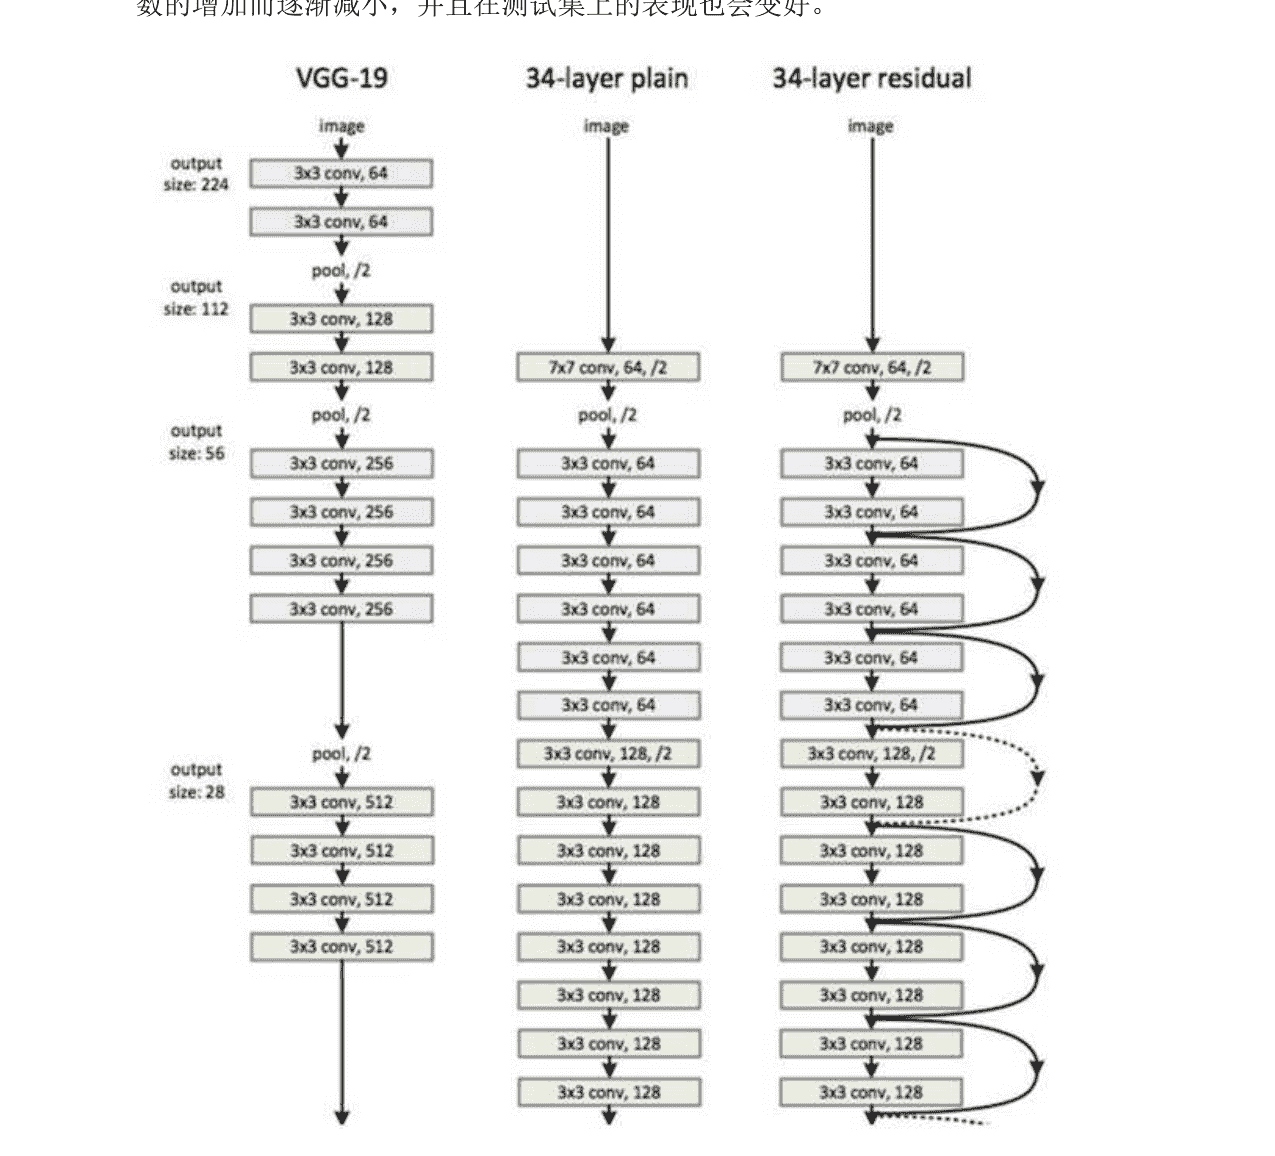 数的增加而逐渐减小，并且在测试集上的表现也会变好。
VGG-19
34-layer plain
34-layer residual
image
image
image
output
size: 224
3x3 conv, 64
3x3 conv, 64
pool, /2
output
size: 112
3x3 conv, 128
3x3 conv, 128
7x7 conv, 64, /2
7x7 conv, 64, /2
pool, /2
pool, /2
pool, /2
output
size: 56
3x3 conv, 256
3x3 conv, 64
3x3 conv, 64
3x3 conv, 256
3x3 conv, 64
3x3 conv, 64
3x3 conv, 256
3x3 conv, 64
3x3 conv, 64
3x3 conv, 256
3x3 conv, 64
3x3 conv, 64
3x3 conv, 64
3x3 conv, 64
3x3 conv, 64
3x3 conv, 64
pool, /2
3x3 conv, 128, /2
3x3 conv, 128, /2
output
size: 28
3x3 conv, 512
3x3 conv, 128
3x3 conv, 128
3x3 conv, 512
3x3 conv, 128
3x3 conv, 128
3x3 conv, 512
3x3 conv, 128
3x3 conv, 128
3x3 conv, 512
3x3 conv, 128
3x3 conv, 128
3x3 conv, 128
3x3 conv, 128
3x3 conv, 128
3x3 conv, 128
3x3 conv, 128
3x3 conv, 128